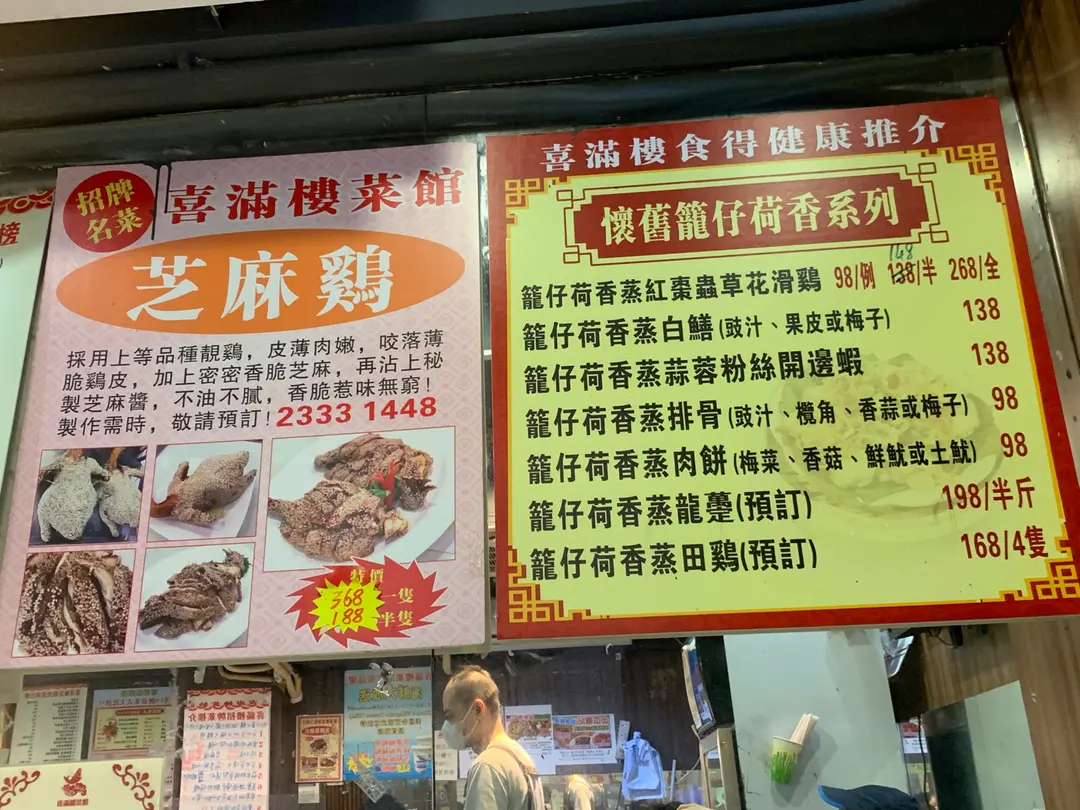 招牌
名菜
喜滿樓菜館
芝麻鷄
採用上等品種靚鷄，皮薄肉嫩，咬落薄
脆鷄皮，加上密密香脆芝麻，再沾上秘
製芝麻醬，不油不膩，香脆惹味無窮！
製作需時，敬請預訂！2333 1448
特價
368 一隻
188 半隻
喜滿樓食得健康推介
懷舊籠仔荷香系列
148
籠仔荷香蒸紅棗蟲草花滑鷄 98/例 138/半 268/全
籠仔荷香蒸白鱔(豉汁、果皮或梅子) 138
籠仔荷香蒸蒜蓉粉絲開邊蝦 138
籠仔荷香蒸排骨(豉汁、欖角、香蒜或梅子) 98
籠仔荷香蒸肉餅(梅菜、香菇、鮮魷或土魷) 98
籠仔荷香蒸龍躉(預訂) 198/半斤
籠仔荷香蒸田鷄(預訂) 168/4隻
榜